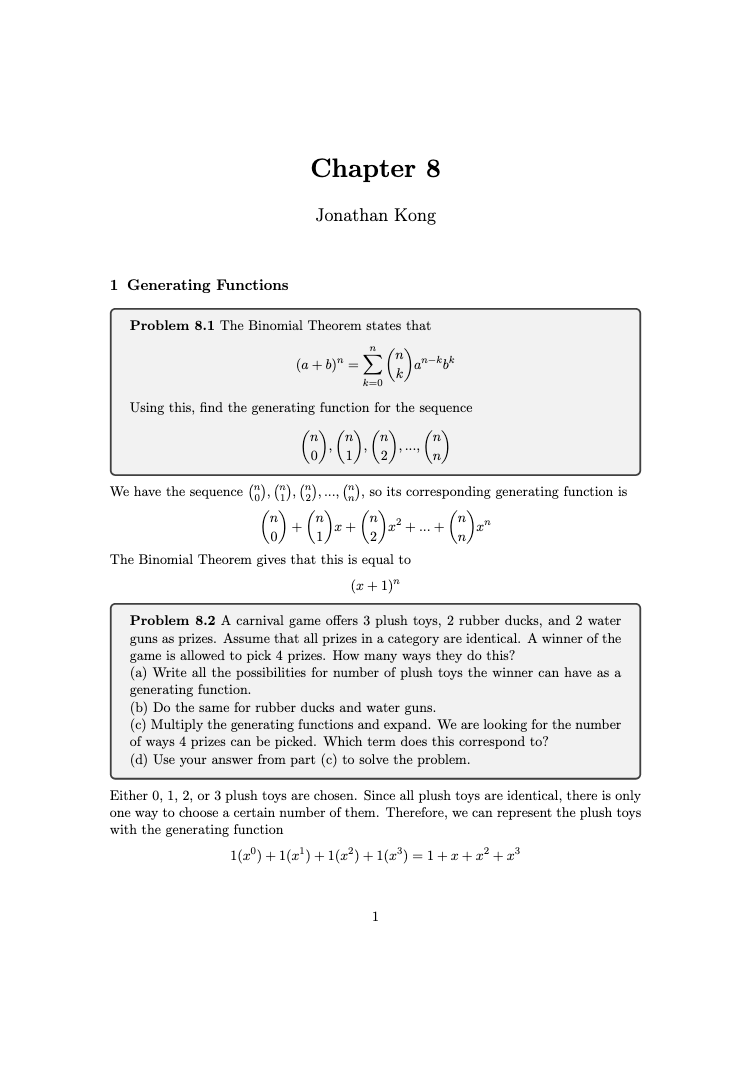 Chapter 8
Jonathan Kong
1 Generating Functions
Problem 8.1 The Binomial Theorem states that
$(a+b)^n = \sum_{k=0}^{n} \binom{n}{k} a^{n-k} b^k$
Using this, find the generating function for the sequence
$\binom{n}{0}, \binom{n}{1}, \binom{n}{2}, ..., \binom{n}{n}$
We have the sequence $\binom{n}{0}, \binom{n}{1}, \binom{n}{2}, ..., \binom{n}{n}$, so its corresponding generating function is
$\binom{n}{0} + \binom{n}{1}x + \binom{n}{2}x^2 + ... + \binom{n}{n}x^n$
The Binomial Theorem gives that this is equal to
$(x+1)^n$
Problem 8.2 A carnival game offers 3 plush toys, 2 rubber ducks, and 2 water
guns as prizes. Assume that all prizes in a category are identical. A winner of the
game is allowed to pick 4 prizes. How many ways they do this?
(a) Write all the possibilities for number of plush toys the winner can have as a
generating function.
(b) Do the same for rubber ducks and water guns.
(c) Multiply the generating functions and expand. We are looking for the number
of ways 4 prizes can be picked. Which term does this correspond to?
(d) Use your answer from part (c) to solve the problem.
Either 0, 1, 2, or 3 plush toys are chosen. Since all plush toys are identical, there is only
one way to choose a certain number of them. Therefore, we can represent the plush toys
with the generating function
$1(x^0) + 1(x^1) + 1(x^2) + 1(x^3) = 1 + x + x^2 + x^3$
1